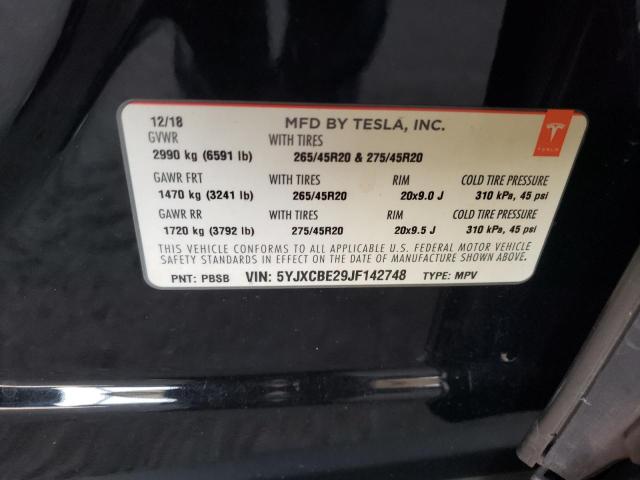 12/18 MFD BY TESLA, INC.
GVWR WITH TIRES
2990 kg (6591 lb) 265/45R20 & 275/45R20
GAWR FRT WITH TIRES RIM COLD TIRE PRESSURE
1470 kg (3241 lb) 265/45R20 20x9.0 J 310 kPa, 45 psi
GAWR RR WITH TIRES RIM COLD TIRE PRESSURE
1720 kg (3792 lb) 275/45R20 20x9.5 J 310 kPa, 45 psi
THIS VEHICLE CONFORMS TO ALL APPLICABLE U.S. FEDERAL MOTOR VEHICLE
SAFETY STANDARDS IN EFFECT ON THE DATE OF MANUFACTURE SHOWN ABOVE.
PNT: PBSB VIN: 5YJXCBE29JF142748 TYPE: MPV
TESLA